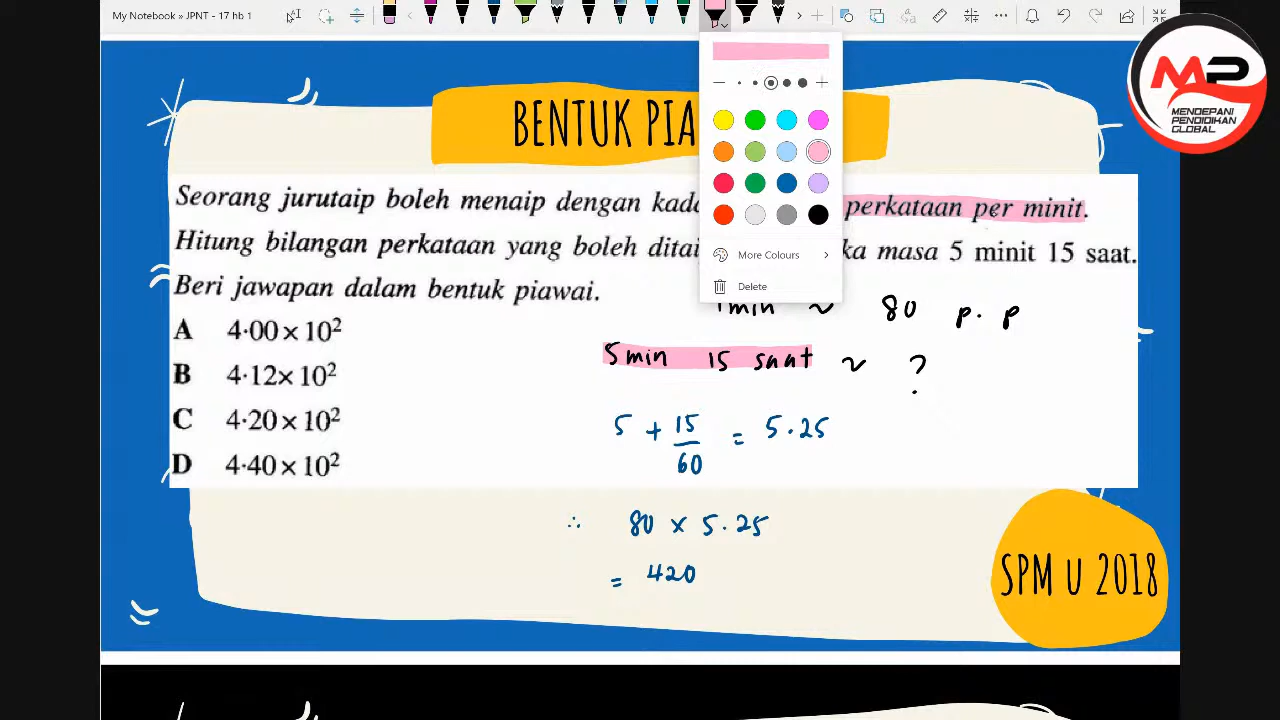 My Notebook » JPNT - 17 hb 1
MP
MENDEPANI
PENDIDIKAN
GLOBAL
BENTUK PIA
Seorang jurutaip boleh menaip dengan kada perkataan per minit.
Hitung bilangan perkataan yang boleh ditai ka masa 5 minit 15 saat.
Beri jawapan dalam bentuk piawai.
A 4·00 × 10²
B 4·12 × 10²
C 4·20 × 10²
D 4·40 × 10²
More Colours
Delete
1min ~ 80 p. p
5min 15 saat ~ ?
5 + 15/60 = 5.25
∴ 80 × 5.25
= 420
SPM U 2018